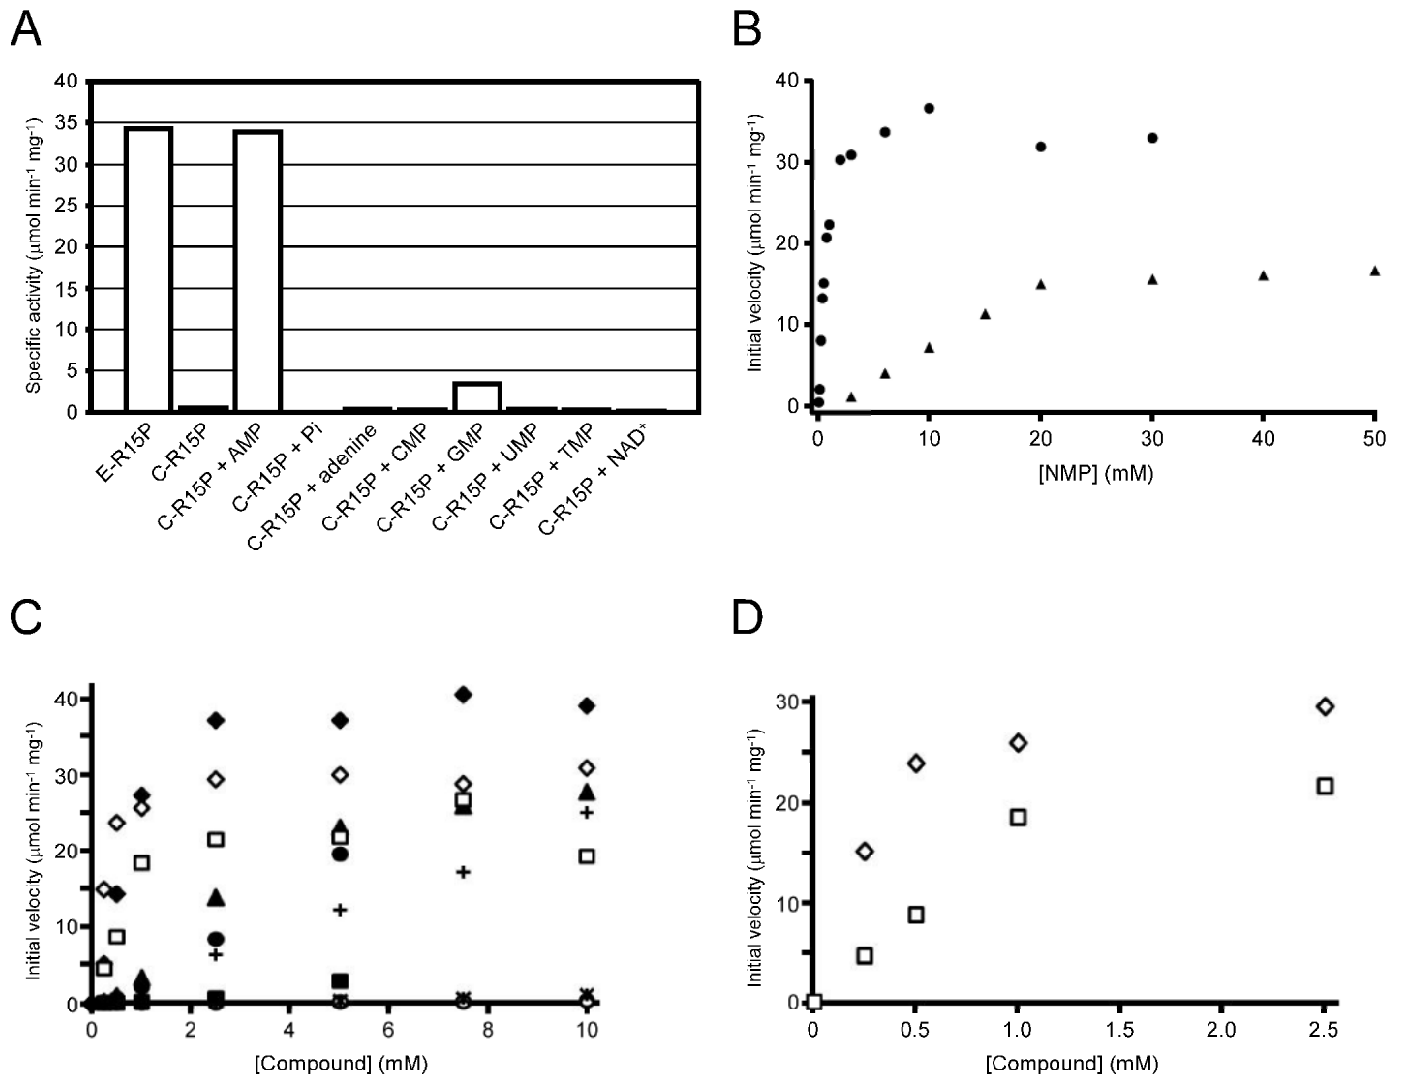 A
40
35
30
25
20
15
10
5
0
Specific activity (μmol min⁻¹ mg⁻¹)
E-R15P
C-R15P
C-R15P + AMP
C-R15P + Pi
C-R15P + adenine
C-R15P + CMP
C-R15P + GMP
C-R15P + UMP
C-R15P + TMP
C-R15P + NAD⁺
B
40
30
20
10
0
Initial velocity (μmol min⁻¹ mg⁻¹)
0 10 20 30 40 50
[NMP] (mM)
C
40
30
20
10
0
Initial velocity (μmol min⁻¹ mg⁻¹)
0 2 4 6 8 10
[Compound] (mM)
D
30
20
10
0
Initial velocity (μmol min⁻¹ mg⁻¹)
0 0.5 1.0 1.5 2.0 2.5
[Compound] (mM)